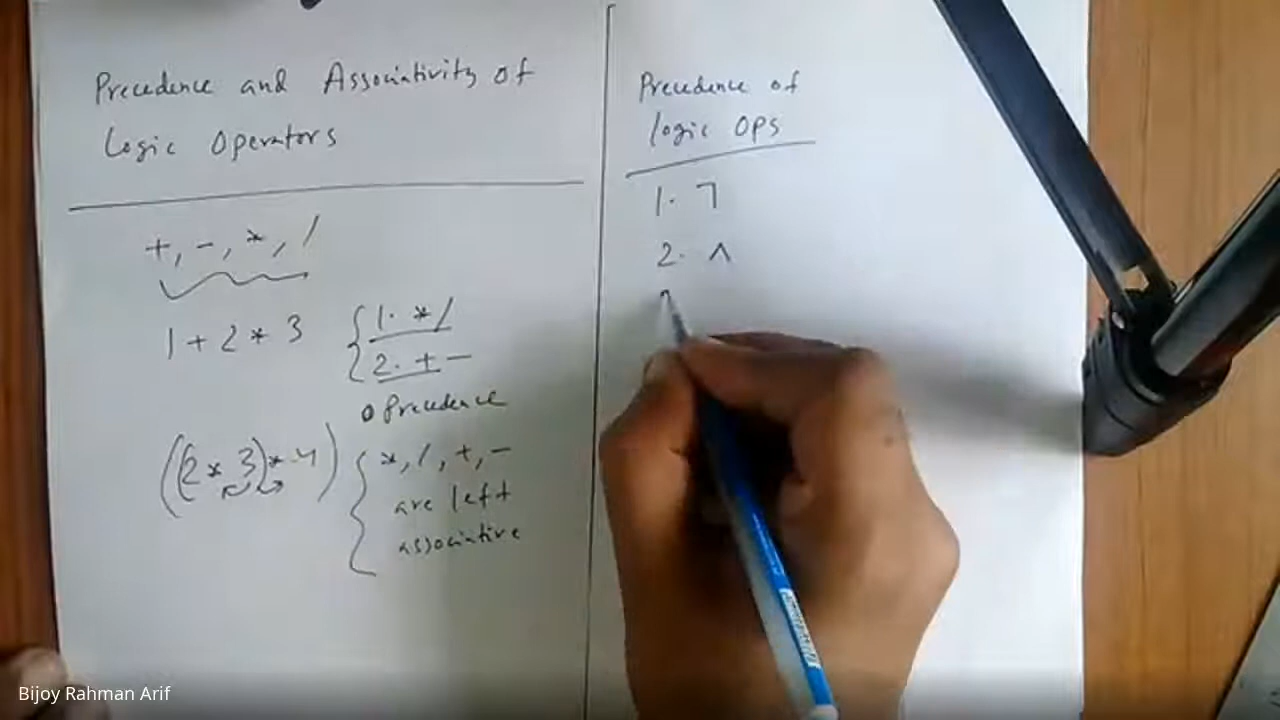 Precedence and Associativity of
Logic Operators
+, -, *, /
1 + 2 * 3
1. * /
2. + -
Precedence
((2 * 3) * 4)
*, /, +, -
are left
associative
Precedence of
logic ops
1. ¬
2. ∧
Bijoy Rahman Arif